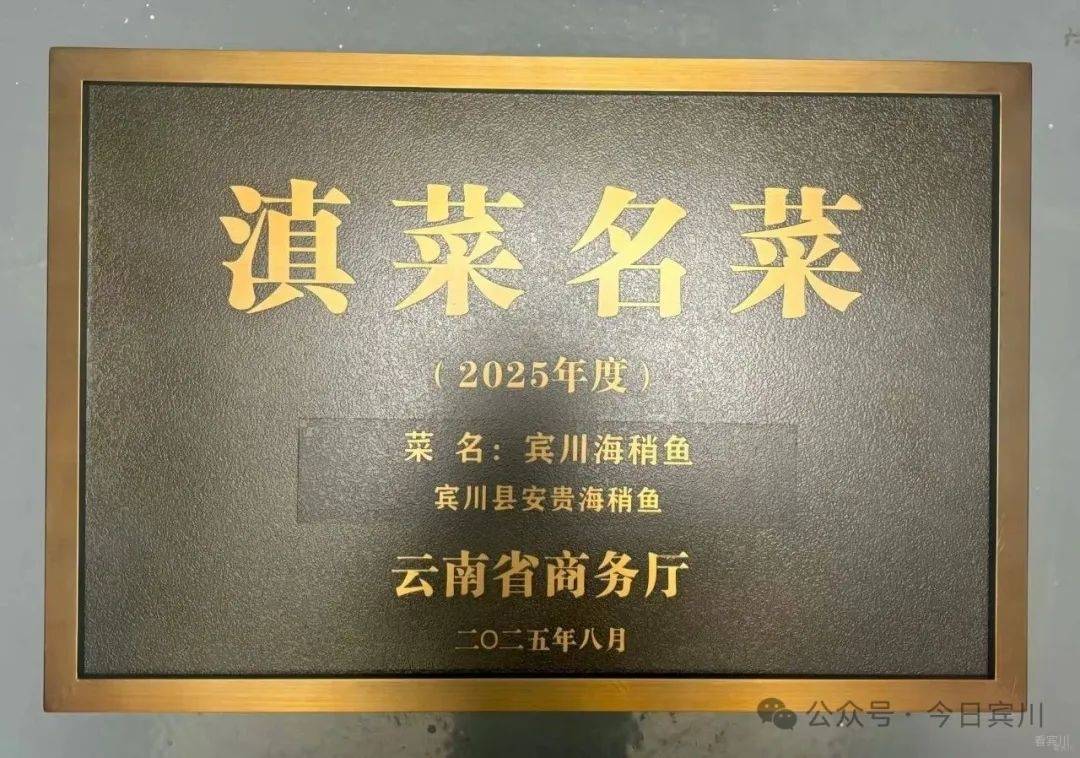 滇菜名菜
（2025年度）
菜 名：宾川海稍鱼
宾川县安贵海稍鱼
云南省商务厅
二〇二五年八月
公众号·今日宾川
看宾川